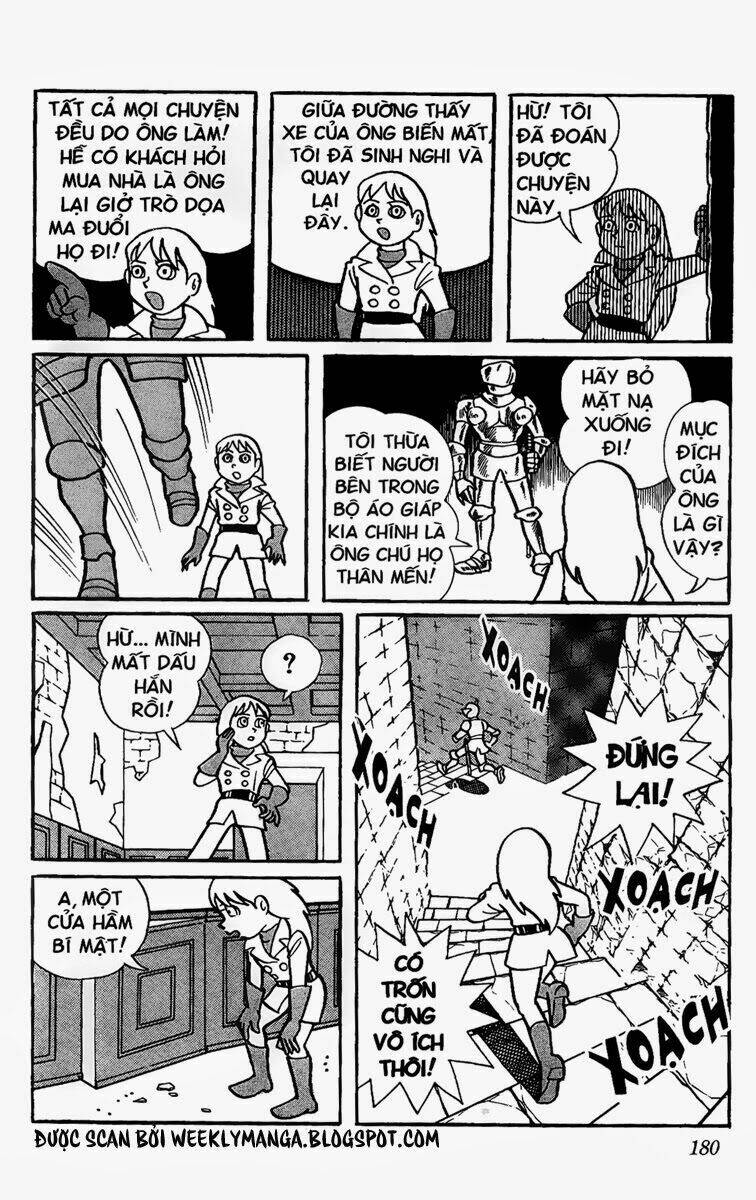 HỪ! TÔI
ĐÃ ĐOÁN
ĐƯỢC
CHUYỆN
NÀY.
GIỮA ĐƯỜNG THẤY
XE CỦA ÔNG BIẾN MẤT,
TÔI ĐÃ SINH NGHI VÀ
QUAY
LẠI
ĐÂY.
TẤT CẢ MỌI CHUYỆN
ĐỀU DO ÔNG LÀM!
HỄ CÓ KHÁCH HỎI
MUA NHÀ LÀ ÔNG
LẠI GIỞ TRÒ DỌA
MA ĐUỔI
HỌ ĐI!
MỤC
ĐÍCH
CỦA ÔNG
LÀ GÌ
VẬY?
HÃY BỎ
MẶT NẠ
XUỐNG
ĐI!
TÔI THỪA
BIẾT NGƯỜI
BÊN TRONG
BỘ ÁO GIÁP
KIA CHÍNH LÀ
ÔNG CHÚ HỌ
THÂN MẾN!
XOẠCH
ĐỨNG
LẠI!
XOẠCH
XOẠCH
CÓ
TRỐN
CŨNG
VÔ ÍCH
THÔI!
XOẠCH
?
HỪ... MÌNH
MẤT DẤU
HẮN
RỒI!
A, MỘT
CỬA HẦM
BÍ MẬT!
ĐƯỢC SCAN BỞI WEEKLYMANGA.BLOGSPOT.COM
180